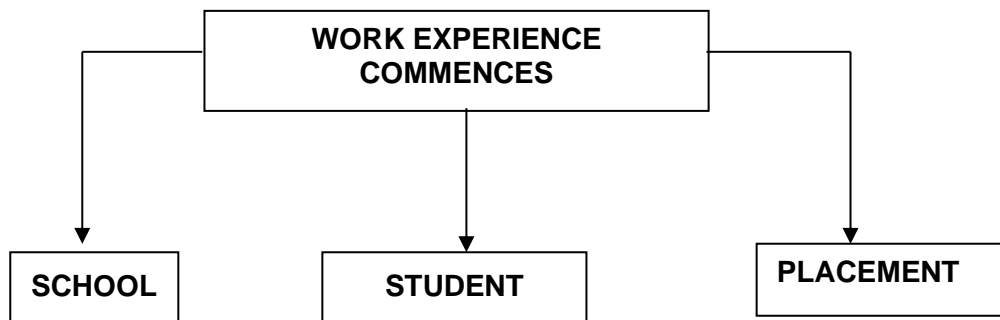 WORK EXPERIENCE
COMMENCES
SCHOOL
STUDENT
PLACEMENT